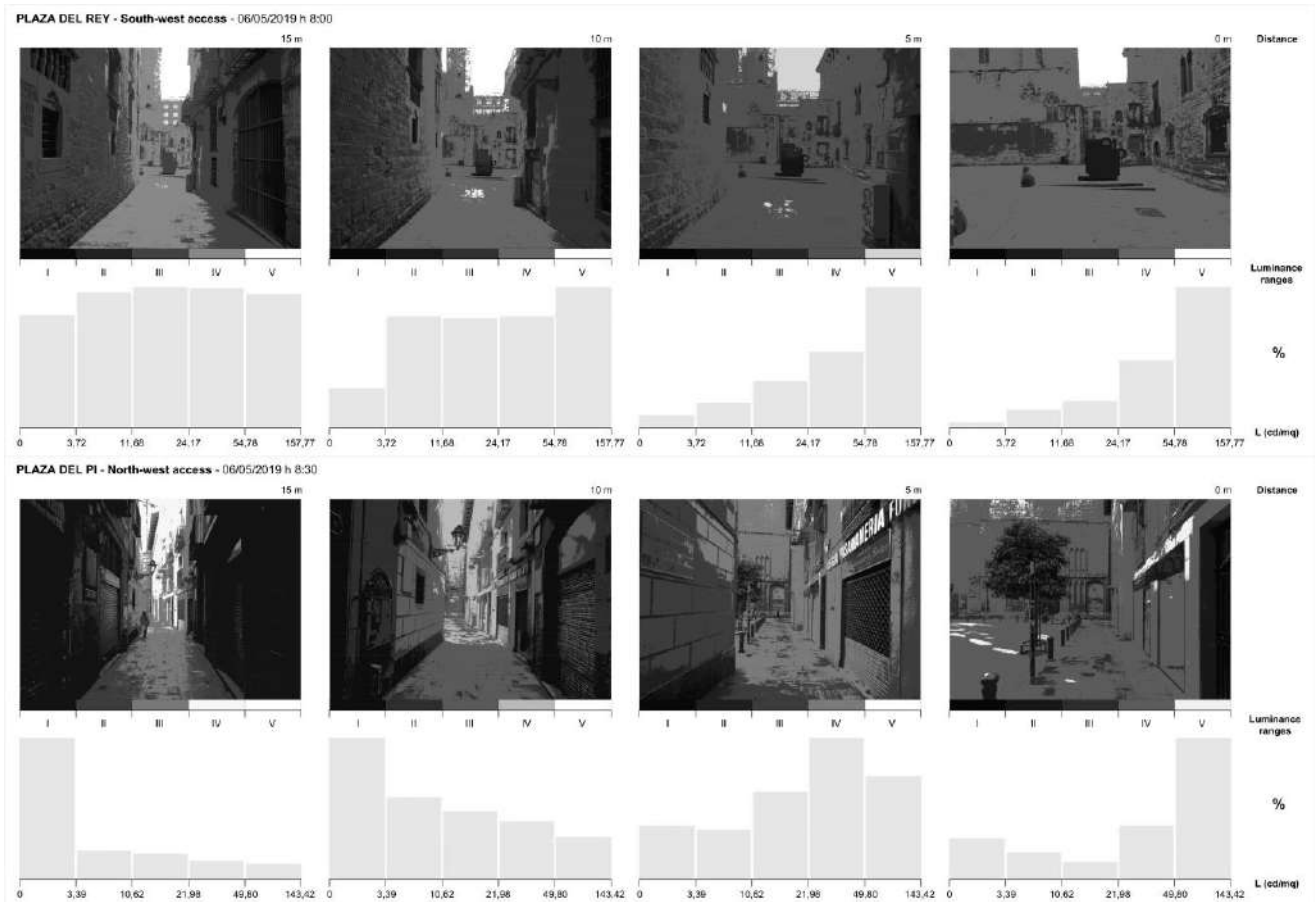 PLAZA DEL REY - South-west access - 06/05/2019 h 8:00
15 m 10 m 5 m 0 m Distance
I II III IV V I II III IV V I II III IV V I II III IV V
Luminance
ranges
%
0 3,72 11,68 24,17 54,78 157,77 0 3,72 11,68 24,17 54,78 157,77 0 3,72 11,68 24,17 54,78 157,77 0 3,72 11,68 24,17 54,78 157,77 L (cd/mq)
PLAZA DEL PI - North-west access - 06/05/2019 h 8:30
15 m 10 m 5 m 0 m Distance
I II III IV V I II III IV V I II III IV V I II III IV V
Luminance
ranges
%
0 3,39 10,62 21,98 49,80 143,42 0 3,39 10,62 21,98 49,80 143,42 0 3,39 10,62 21,98 49,80 143,42 0 3,39 10,62 21,98 49,80 143,42 L (cd/mq)